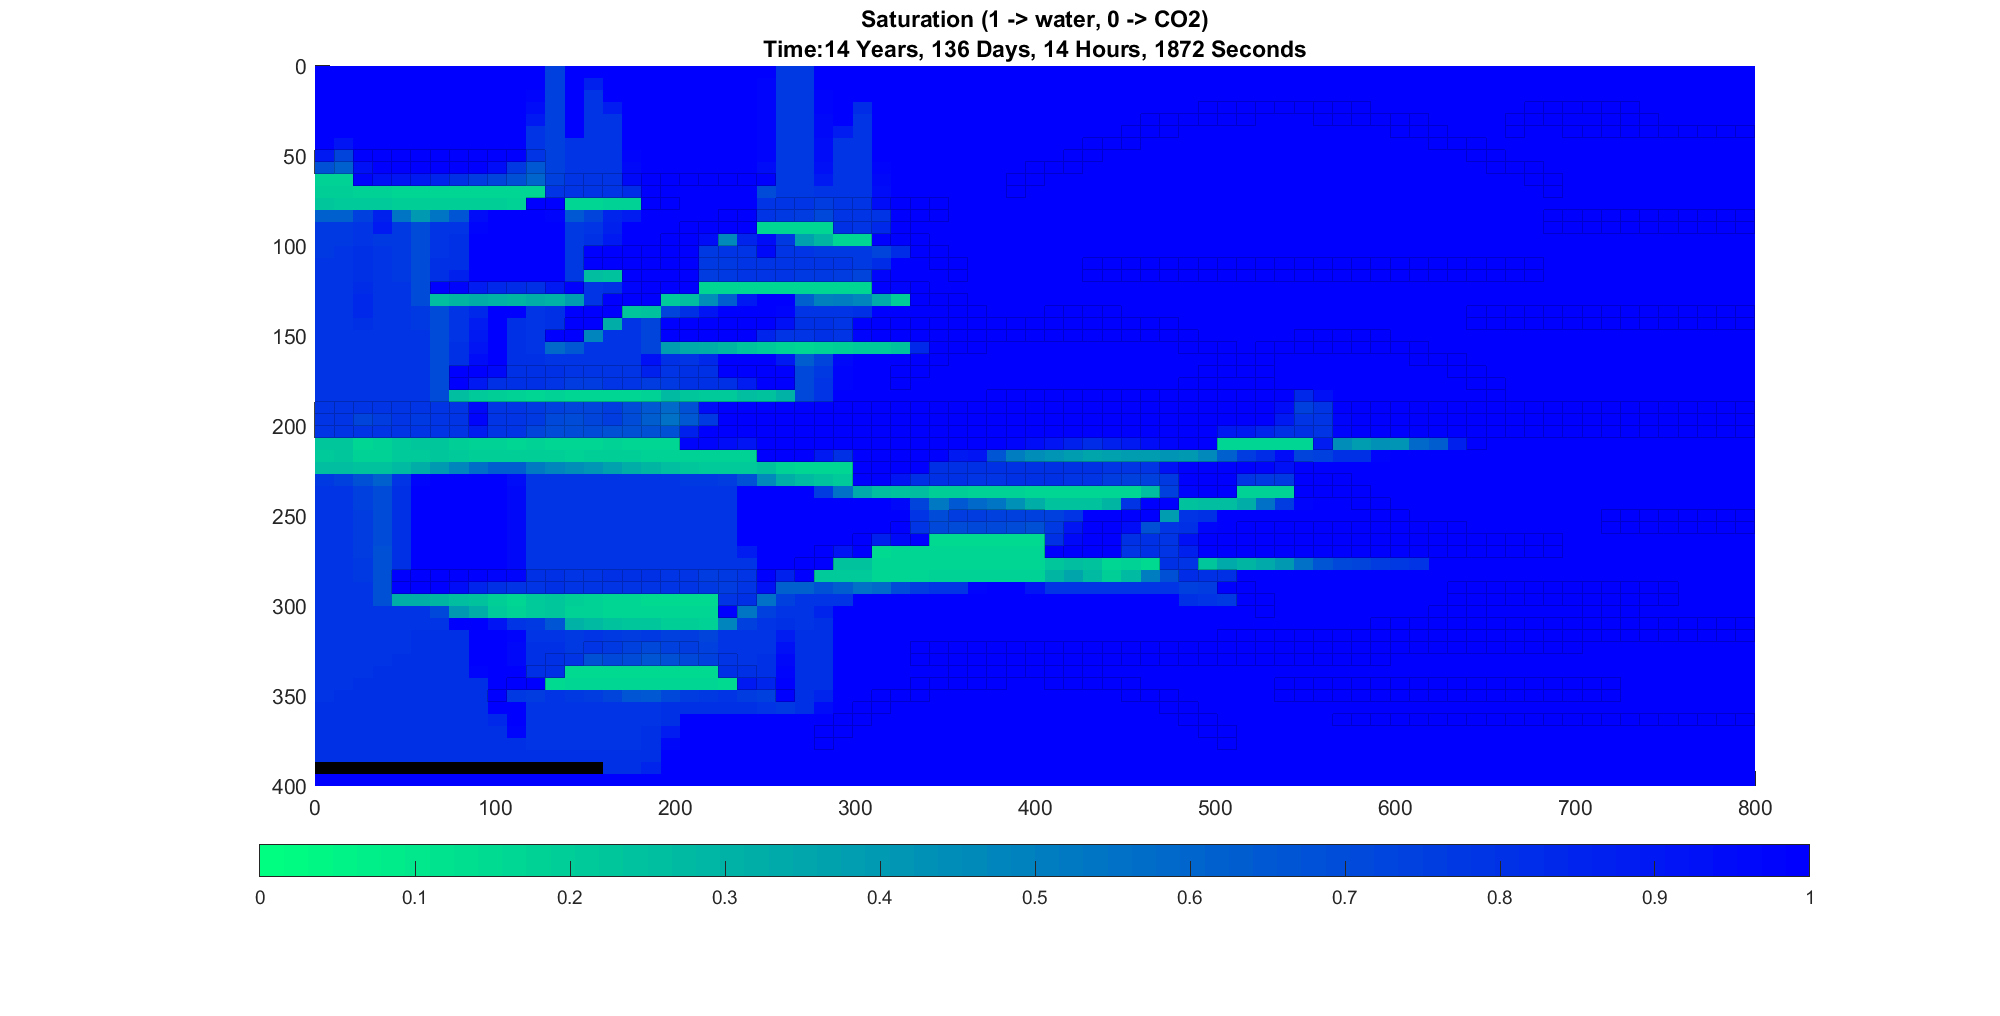 Saturation (1 -> water, 0 -> CO2)
Time:14 Years, 136 Days, 14 Hours, 1872 Seconds
0
50
100
150
200
250
300
350
400
0 100 200 300 400 500 600 700 800
0 0.1 0.2 0.3 0.4 0.5 0.6 0.7 0.8 0.9 1